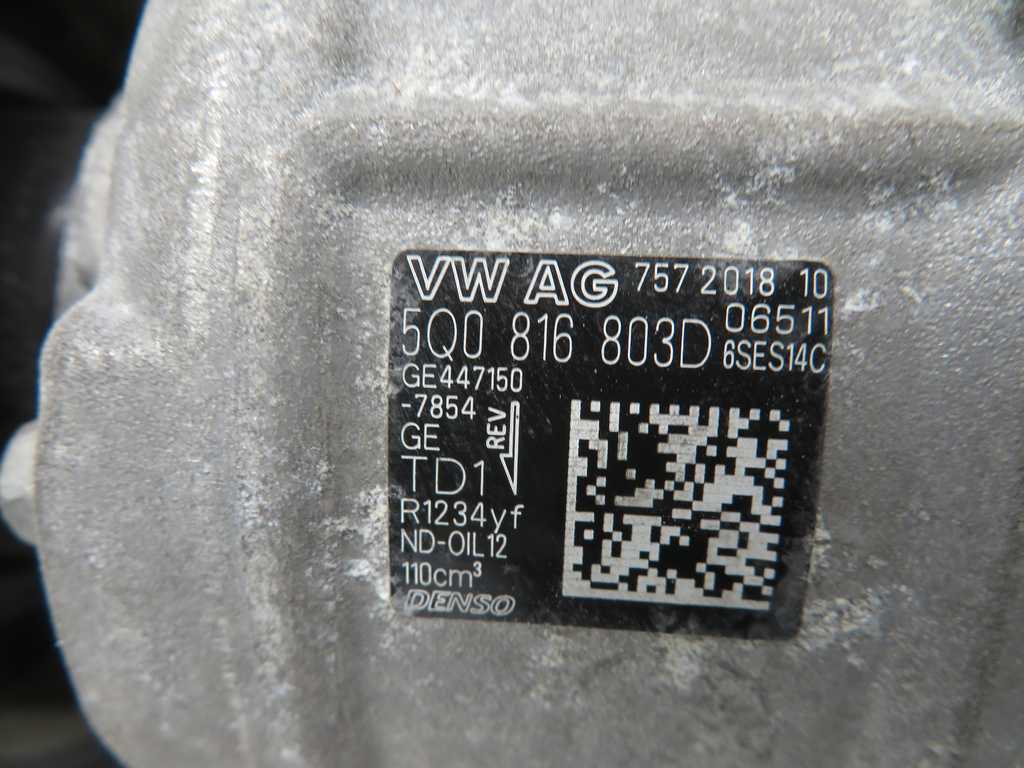 VW AG 757 2018 10
5Q0 816 803D 06511
6SES14C
GE447150
-7854
GE
REV
TD1
R1234yf
ND-OIL12
110cm³
DENSO